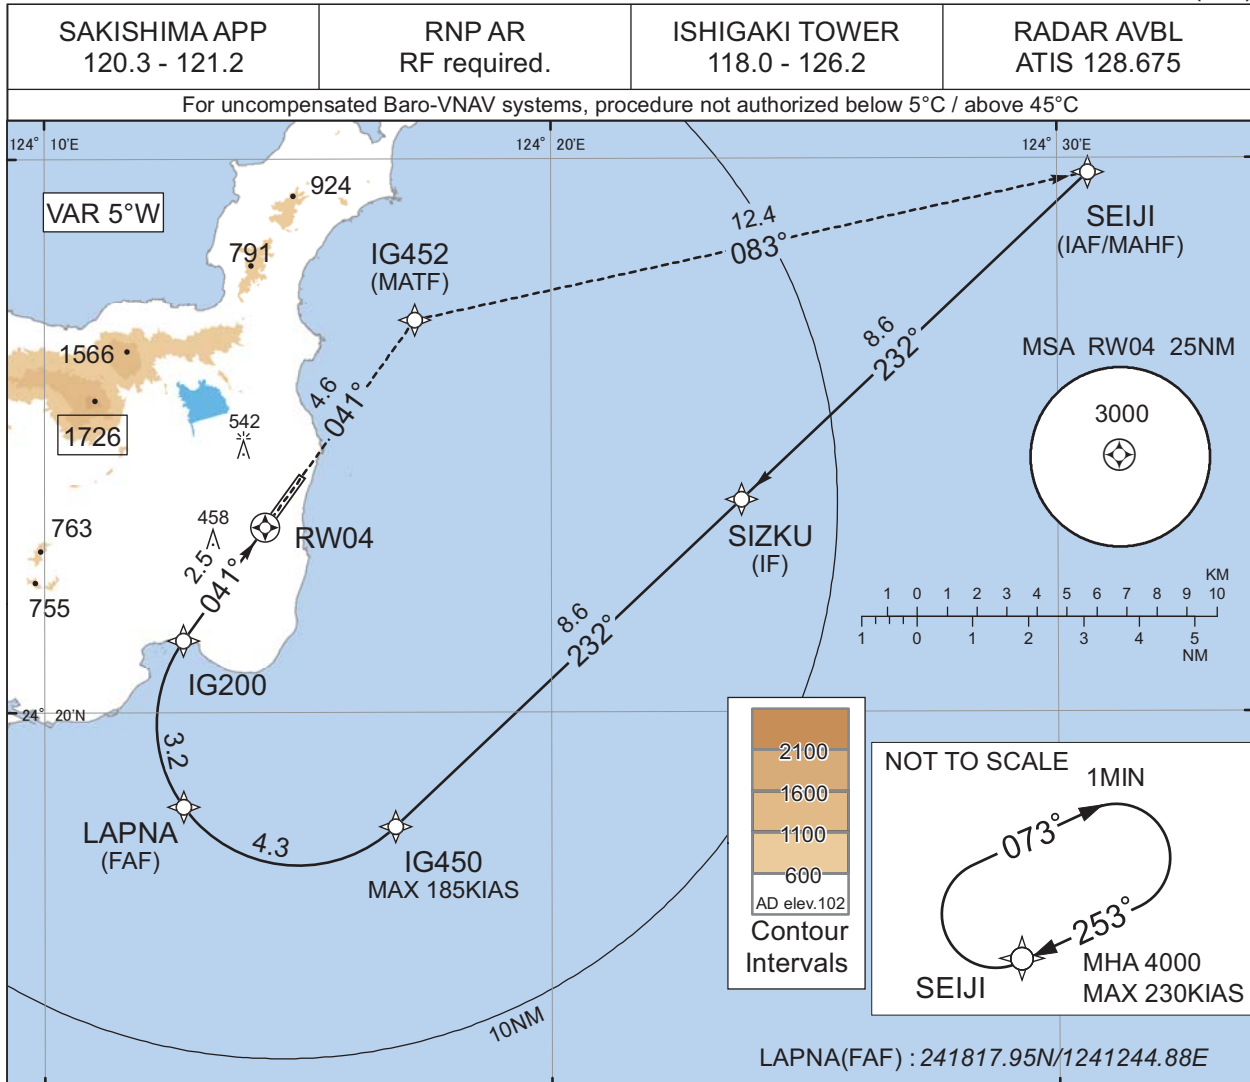 SAKISHIMA APP
120.3 - 121.2
RNP AR
RF required.
ISHIGAKI TOWER
118.0 - 126.2
RADAR AVBL
ATIS 128.675
For uncompensated Baro-VNAV systems, procedure not authorized below 5°C / above 45°C
124° 10'E
124° 20'E
124° 30'E
VAR 5°W
924
791
IG452
(MATF)
12.4
083°
SEIJI
(IAF/MAHF)
1566
1726
542
4.6
041°
8.6
232°
MSA RW04 25NM
3000
763
755
458
RW04
2.5
041°
SIZKU
(IF)
KM
1 0 1 2 3 4 5 6 7 8 9 10
1 0 1 2 3 4 5
NM
IG200
8.6
232°
24° 20'N
3.2
LAPNA
(FAF)
4.3
IG450
MAX 185KIAS
2100
1600
1100
600
AD elev.102
Contour
Intervals
NOT TO SCALE
1MIN
073°
253°
SEIJI
MHA 4000
MAX 230KIAS
10NM
LAPNA(FAF) : 241817.95N/1241244.88E